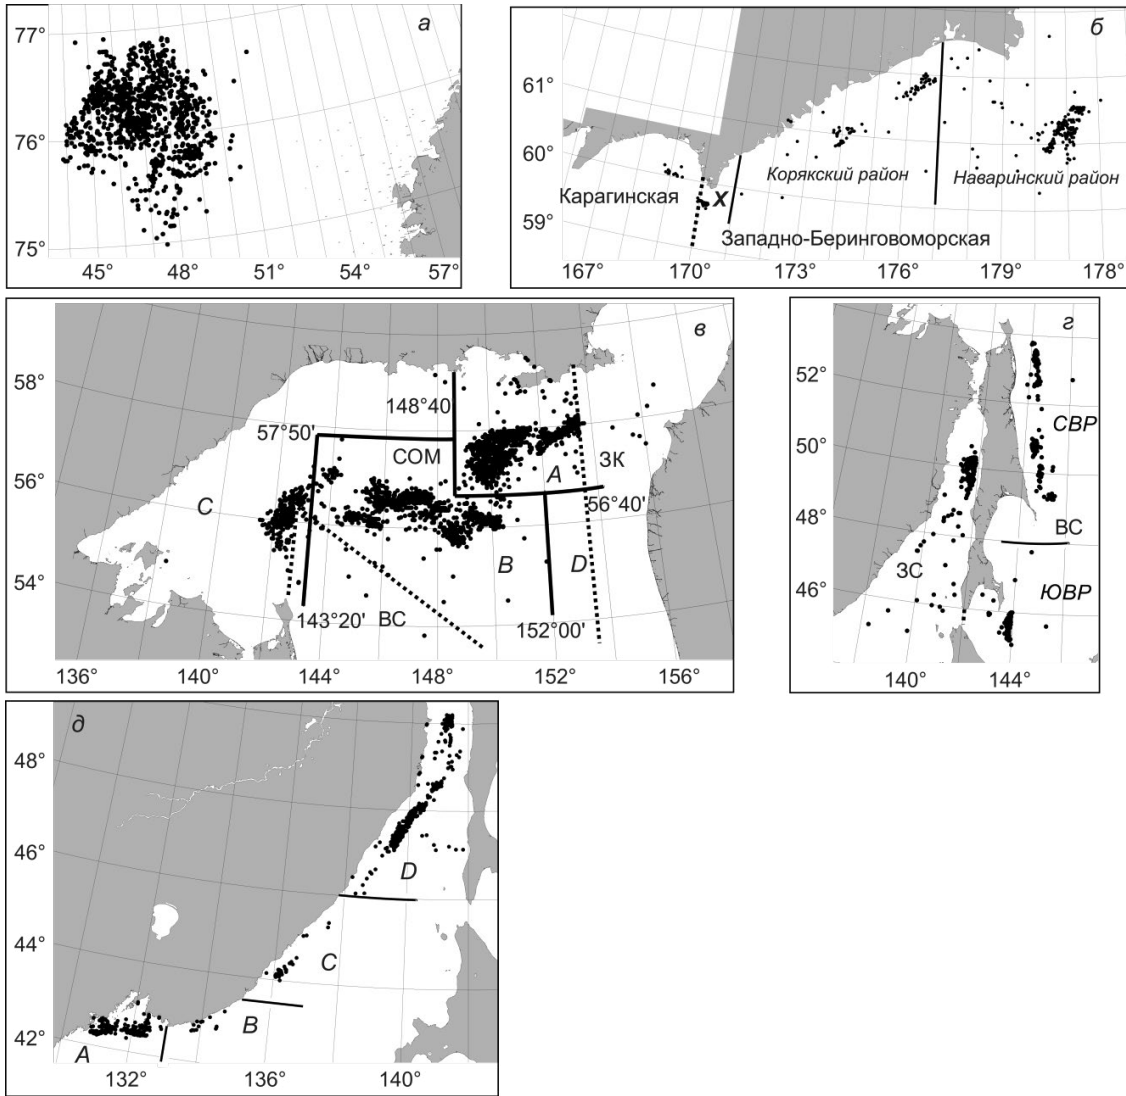 а
77°
76°
75°
45° 48° 51° 54° 57°
б
61°
60°
59°
Карагинская
X
Корякский район
Наваринский район
Западно-Беринговоморская
167° 170° 173° 176° 179° 178°
в
58°
56°
54°
148°40'
57°50'
СОМ
ЗК
A
56°40'
C
B
D
143°20'
ВС
152°00'
136° 140° 144° 148° 152° 156°
г
52°
50°
48°
46°
СВР
ВС
ЗС
ЮВР
140° 144°
д
48°
46°
44°
42°
D
C
B
A
132° 136° 140°